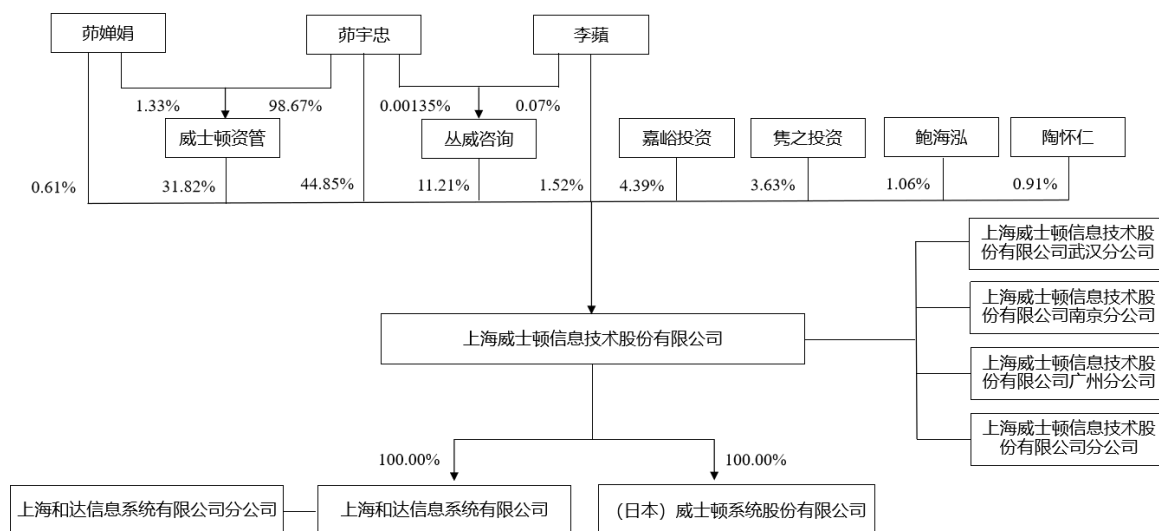 茆婵娟
茆宇忠
李蘋
1.33%
98.67%
0.00135%
0.07%
威士顿资管
丛威咨询
嘉峪投资
隽之投资
鲍海泓
陶怀仁
0.61%
31.82%
44.85%
11.21%
1.52%
4.39%
3.63%
1.06%
0.91%
上海威士顿信息技术股
份有限公司武汉分公司
上海威士顿信息技术股
份有限公司南京分公司
上海威士顿信息技术股份有限公司
上海威士顿信息技术股
份有限公司广州分公司
上海威士顿信息技术股
份有限公司分公司
100.00%
100.00%
上海和达信息系统有限公司分公司
上海和达信息系统有限公司
（日本）威士顿系统股份有限公司